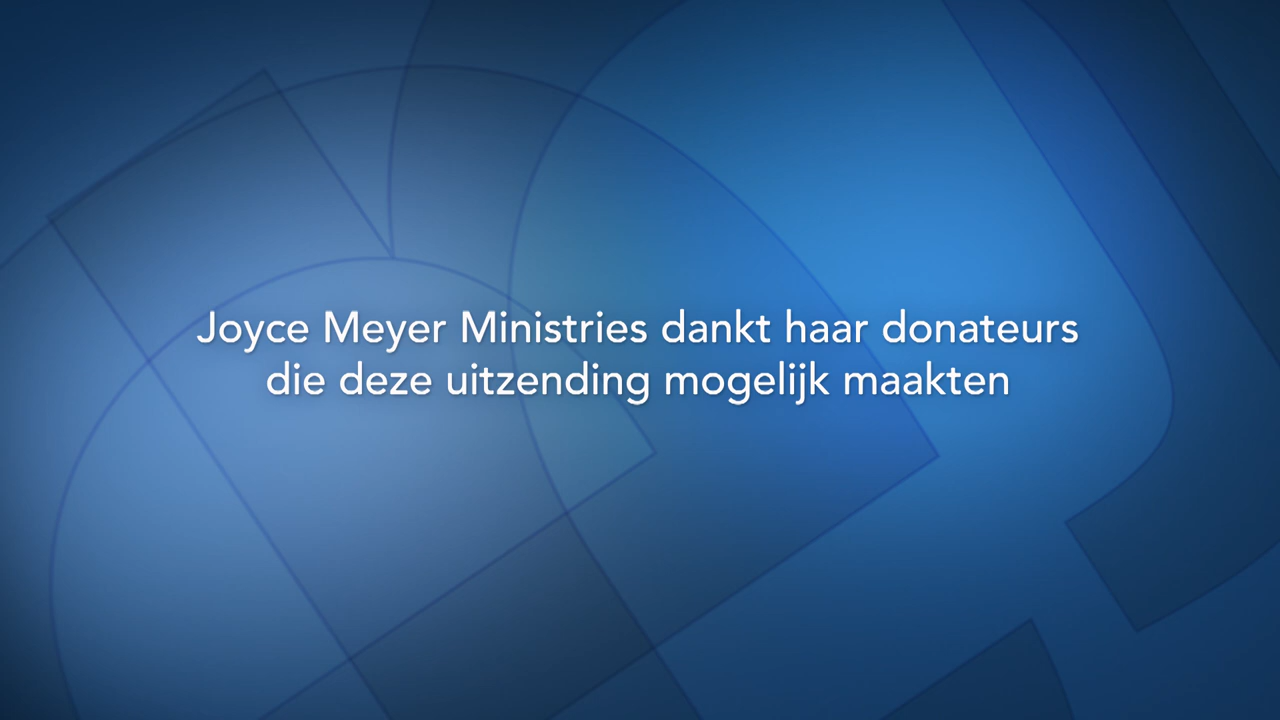 Joyce Meyer Ministries dankt haar donateurs
die deze uitzending mogelijk maakten